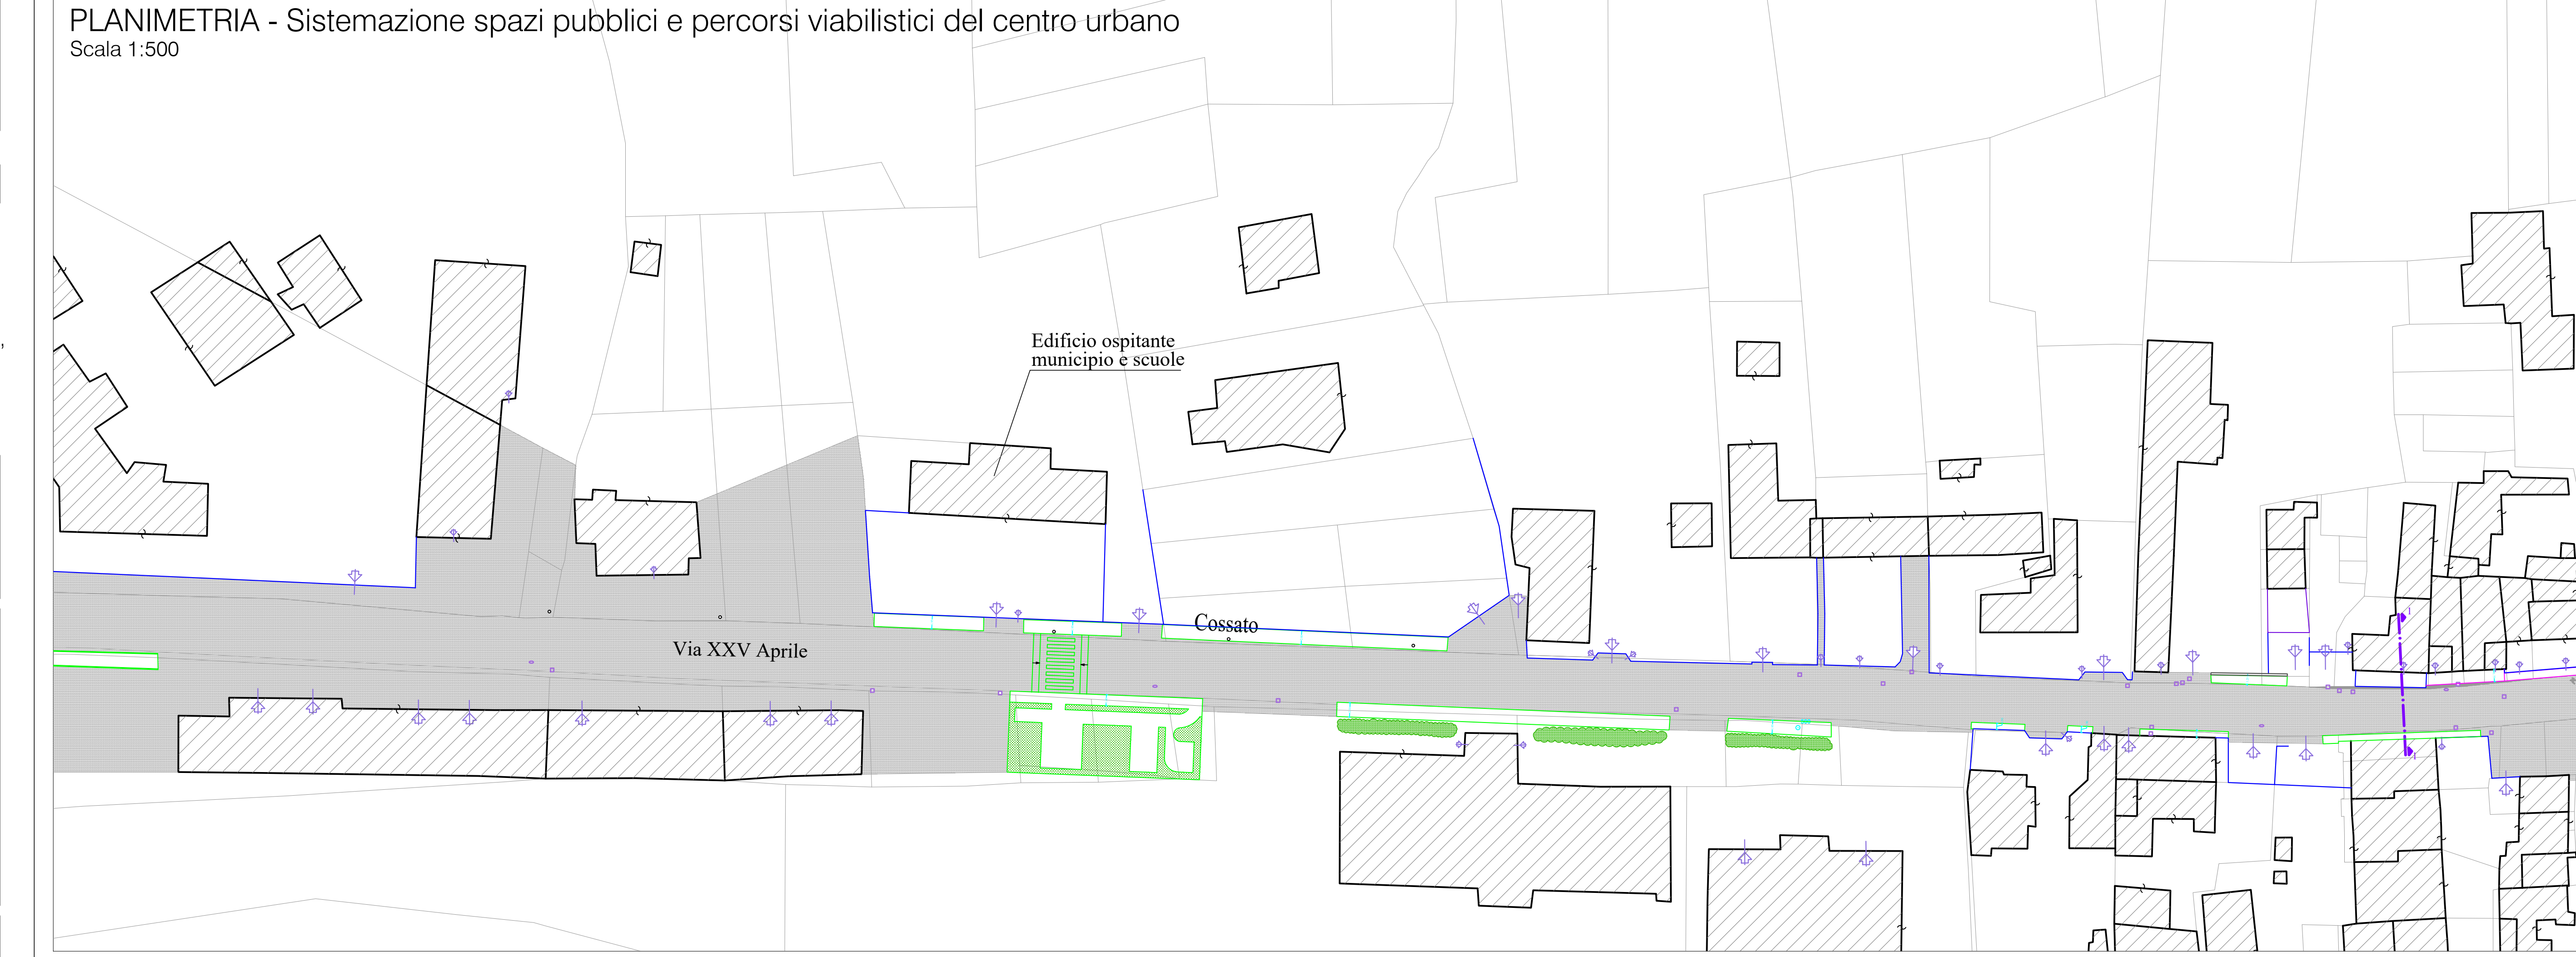 PLANIMETRIA - Sistemazione spazi pubblici e percorsi viabilistici del centro urbano
Scala 1:500
Edificio ospitante
municipio e scuole
Cossato
Via XXV Aprile